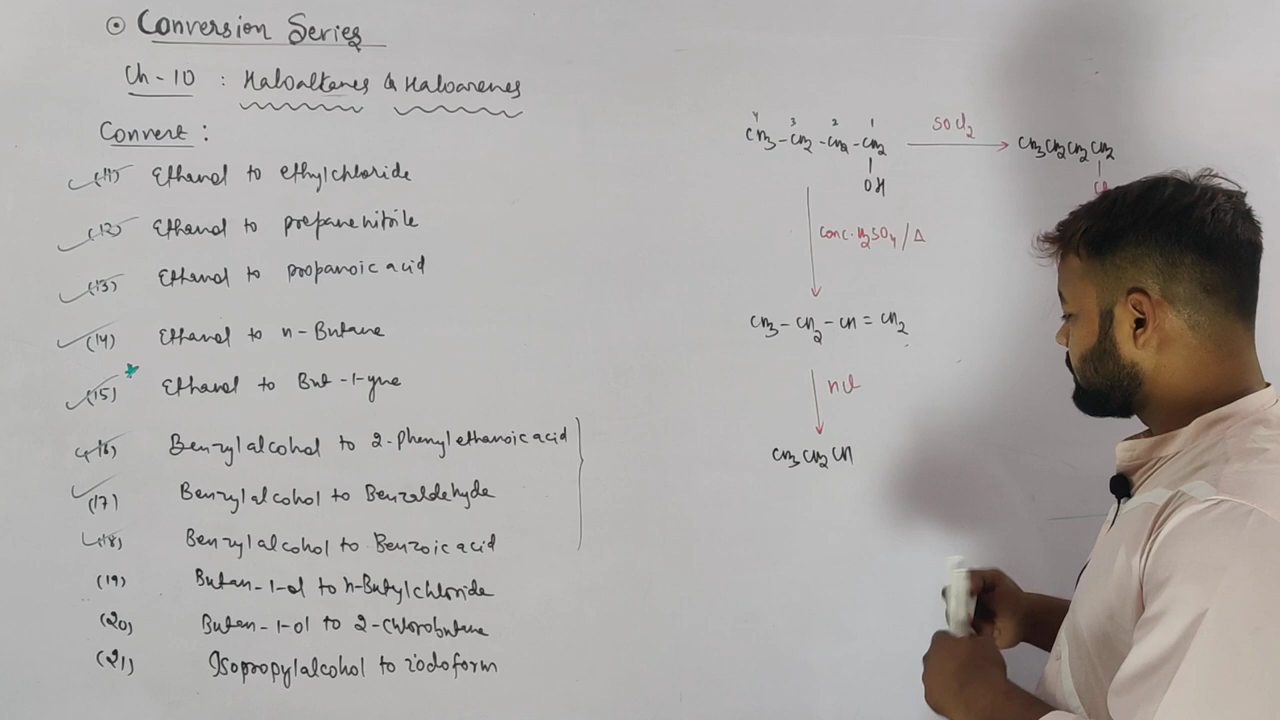 Conversion Series
Ch-10 : Haloalkanes & Haloarenes
Convert :
(11) Ethanol to ethylchloride
(12) Ethanol to propanenitrile
(13) Ethanol to propanoic acid
(14) Ethanol to n-Butane
(15) Ethanol to But-1-yne
(16) Benzylalcohol to 2-phenylethanoic acid
(17) Benzylalcohol to Benzaldehyde
(18) Benzylalcohol to Benzoic acid
(19) Butan-1-ol to n-Butylchloride
(20) Butan-1-ol to 2-chlorobutane
(21) Isopropylalcohol to iodoform
4 3 2 1
CH3-CH2-CH2-CH2
OH
SOCl2
CH3CH2CH2CH2
conc. H2SO4/Δ
CH3-CH2-CH=CH2
HCl
CH3CH2CH